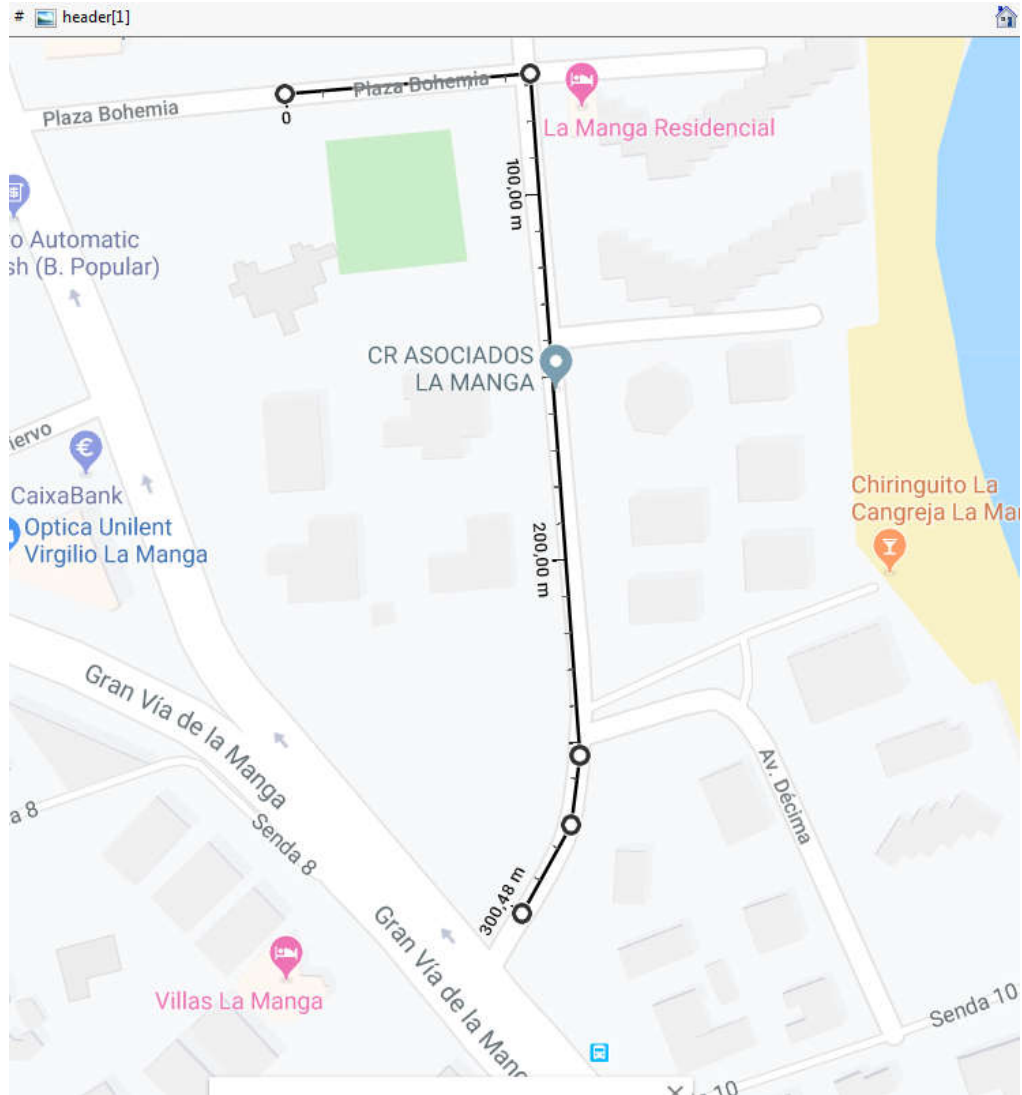 # header[1]
Plaza Bohemia
Plaza Bohemia
0
La Manga Residencial
100,00 m
o Automatic
sh (B. Popular)
CR ASOCIADOS
LA MANGA
iervo
€
CaixaBank
Optica Unilent
Virgilio La Manga
Chiringuito La
Cangreja La Ma
200,00 m
Gran Vía de la Manga
a 8
Senda 8
Av. Décima
300,48 m
Gran Vía de la Mang
Villas La Manga
Senda 10
10